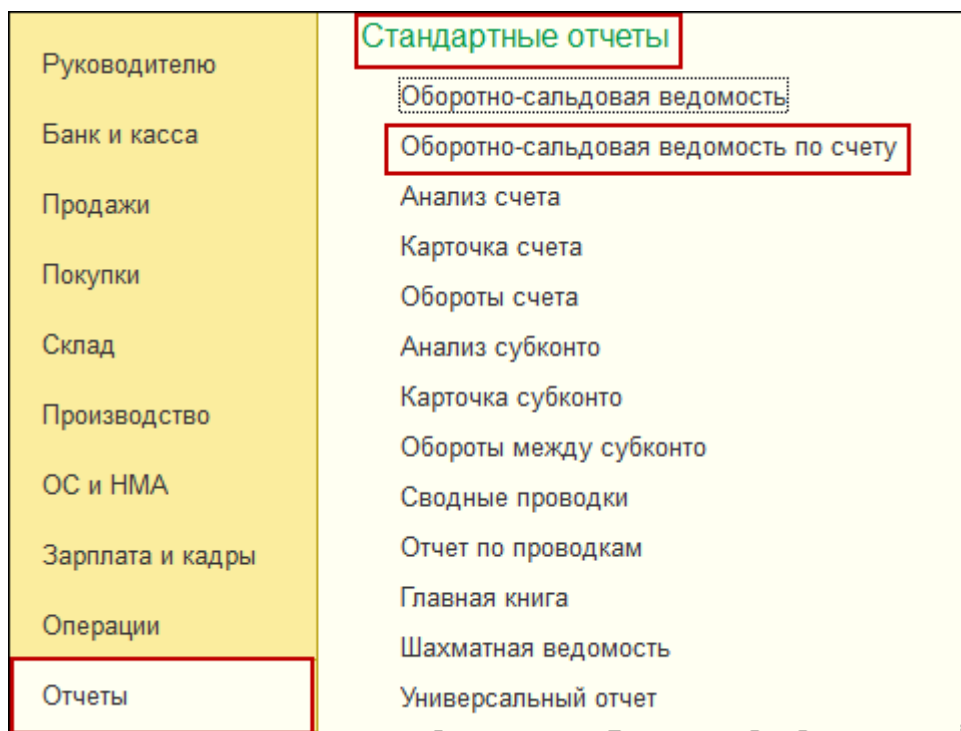 Руководителю
Банк и касса
Продажи
Покупки
Склад
Производство
ОС и НМА
Зарплата и кадры
Операции
Отчеты
Стандартные отчеты
Оборотно-сальдовая ведомость
Оборотно-сальдовая ведомость по счету
Анализ счета
Карточка счета
Обороты счета
Анализ субконто
Карточка субконто
Обороты между субконто
Сводные проводки
Отчет по проводкам
Главная книга
Шахматная ведомость
Универсальный отчет